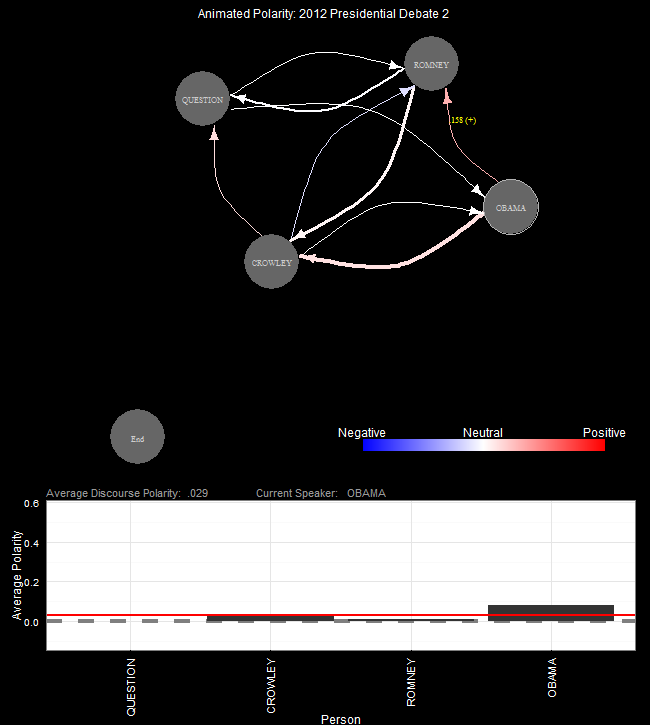 Animated Polarity: 2012 Presidential Debate 2
ROMNEY
QUESTION
.158 (+)
OBAMA
CROWLEY
End
Negative Neutral Positive
Average Discourse Polarity: .029 Current Speaker: OBAMA
0.6
0.4
0.2
0.0
Average Polarity
QUESTION
CROWLEY
ROMNEY
OBAMA
Person